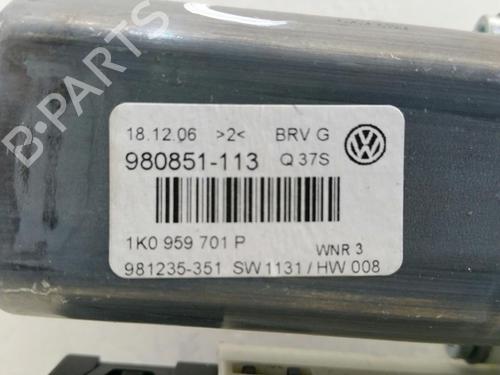 18.12.06 >2< BRV G
980851-113 Q 37S
1K0 959 701 P
WNR 3
981235-351 SW 1131 / HW 008
B-PARTS